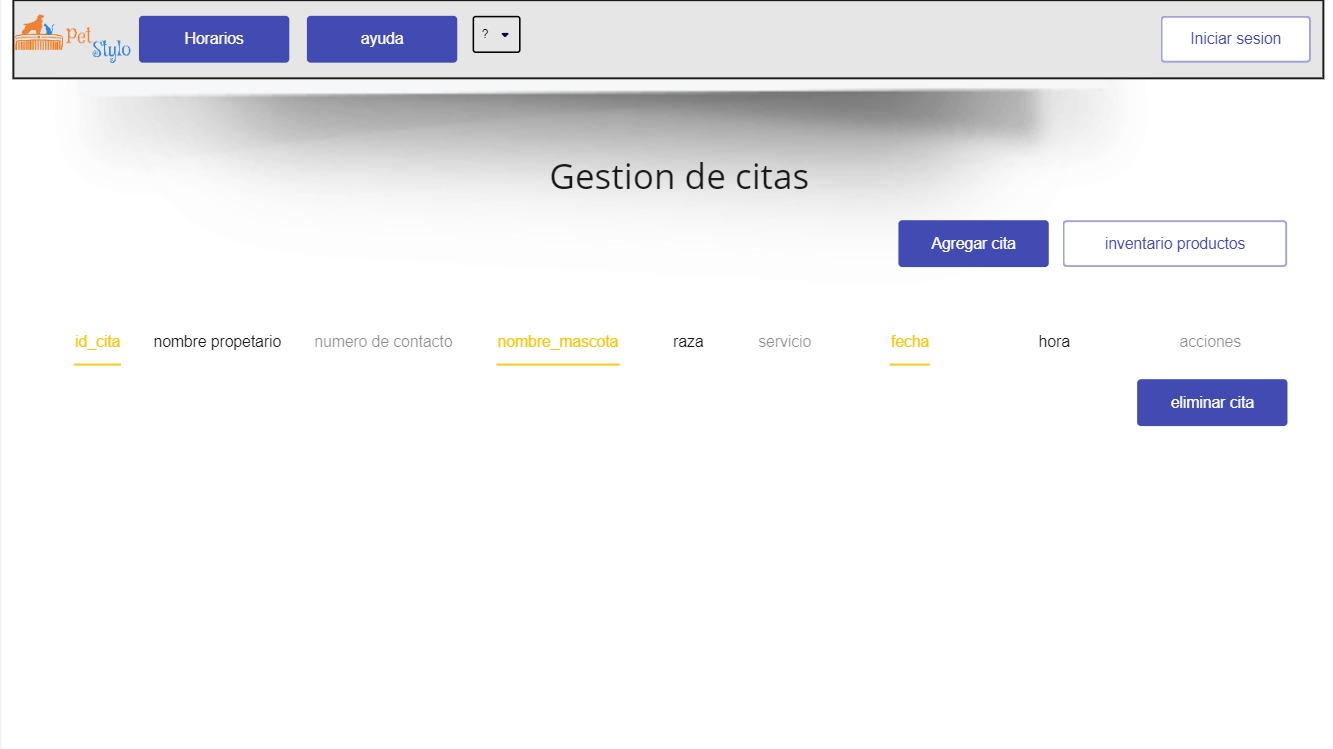 Pet Stylo Horarios ayuda ? Iniciar sesion
Gestion de citas
Agregar cita inventario productos
id_cita nombre propetario numero de contacto nombre_mascota raza servicio fecha hora acciones
eliminar cita